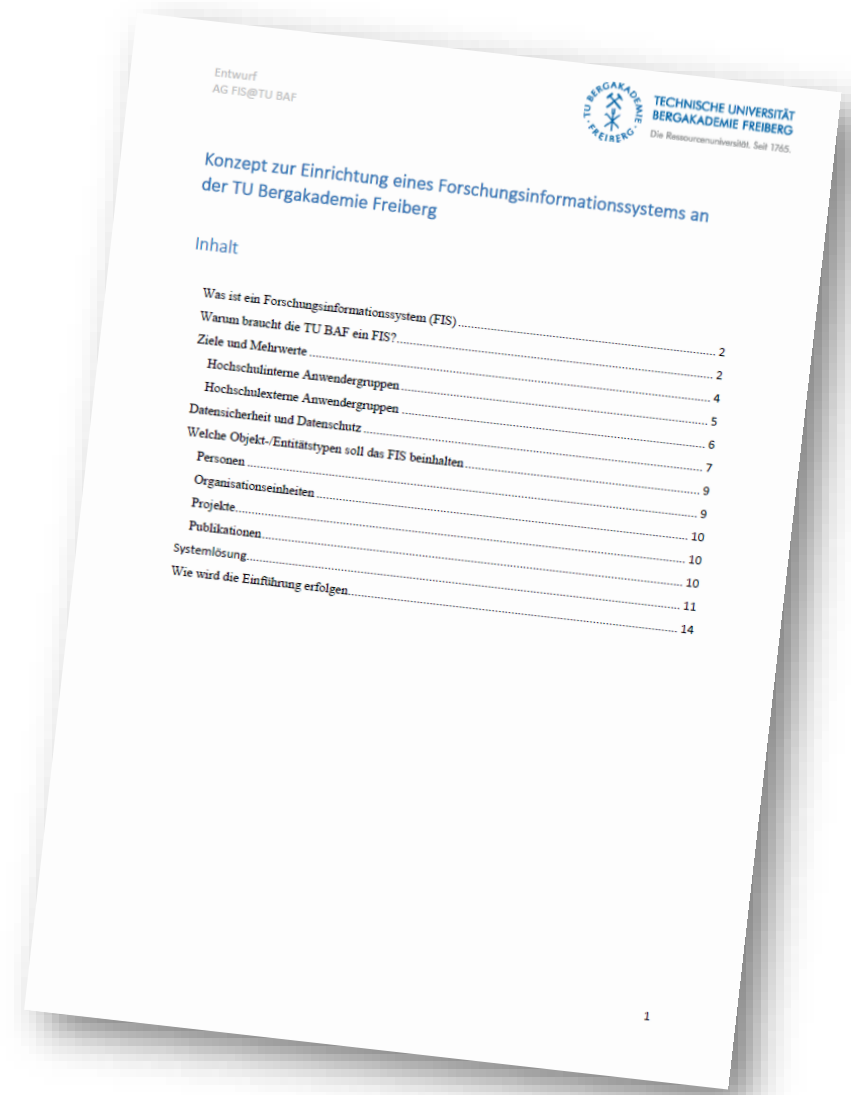 Entwurf
AG FIS@TU BAF
TU BERGAKADEMIE
FREIBERG
TECHNISCHE UNIVERSITÄT
BERGAKADEMIE FREIBERG
Die Ressourcenuniversität. Seit 1765.
Konzept zur Einrichtung eines Forschungsinformationssystems an
der TU Bergakademie Freiberg
Inhalt
Was ist ein Forschungsinformationssystem (FIS) 2
Warum braucht die TU BAF ein FIS? 2
Ziele und Mehrwerte 4
Hochschulinterne Anwendergruppen 5
Hochschulexterne Anwendergruppen 6
Datensicherheit und Datenschutz 7
Welche Objekt-/Entitätstypen soll das FIS beinhalten 9
Personen 9
Organisationseinheiten 10
Projekte 10
Publikationen 10
Systemlösung 11
Wie wird die Einführung erfolgen 14
1